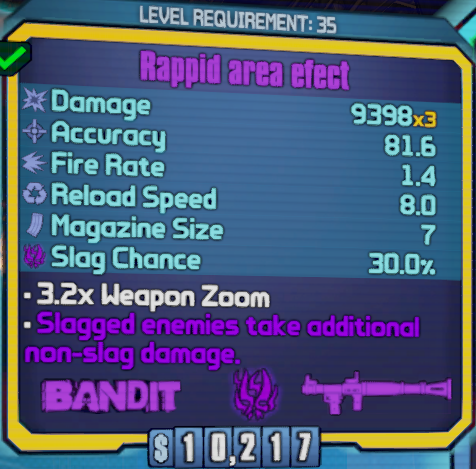 LEVEL REQUIREMENT: 35
Rappid area efect
Damage 9398x3
Accuracy 81.6
Fire Rate 1.4
Reload Speed 8.0
Magazine Size 7
Slag Chance 30.0%
• 3.2x Weapon Zoom
• Slagged enemies take additional
non-slag damage.
BANDIT
$10,217